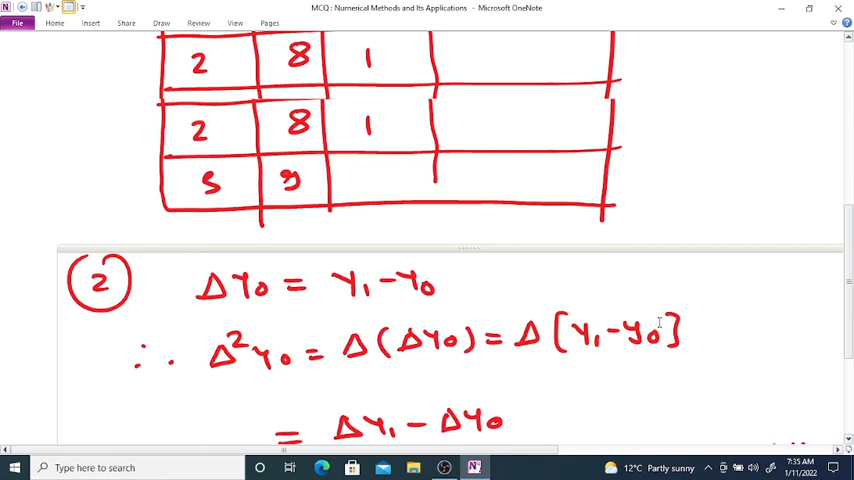 MCQ : Numerical Methods and Its Applications - Microsoft OneNote
File Home Insert Share Draw History Review View Pages
2 8 1
2 8 1
3 9
2 Δy₀ = y₁ - y₀
∴ Δ²y₀ = Δ(Δy₀) = Δ[y₁ - y₀]
= Δy₁ - Δy₀
Type here to search
12°C Partly sunny
7:35 AM
1/11/2022